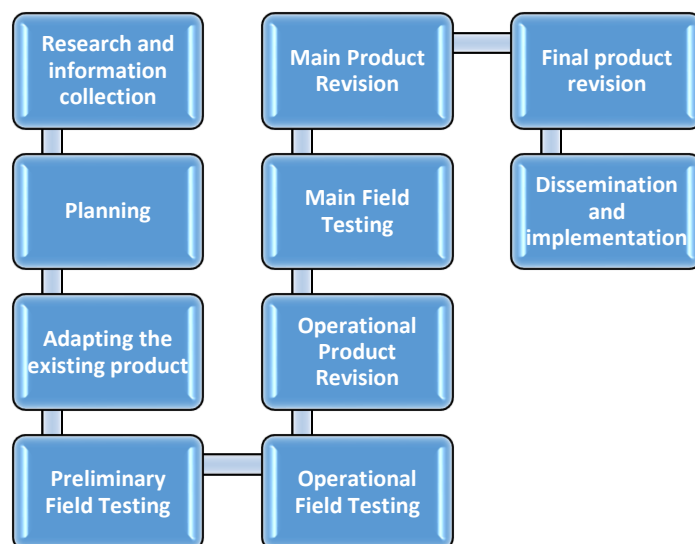 Research and
information
collection
Planning
Adapting the
existing product
Preliminary
Field Testing
Operational
Field Testing
Operational
Product
Revision
Main Field
Testing
Main Product
Revision
Final product
revision
Dissemination
and
implementation